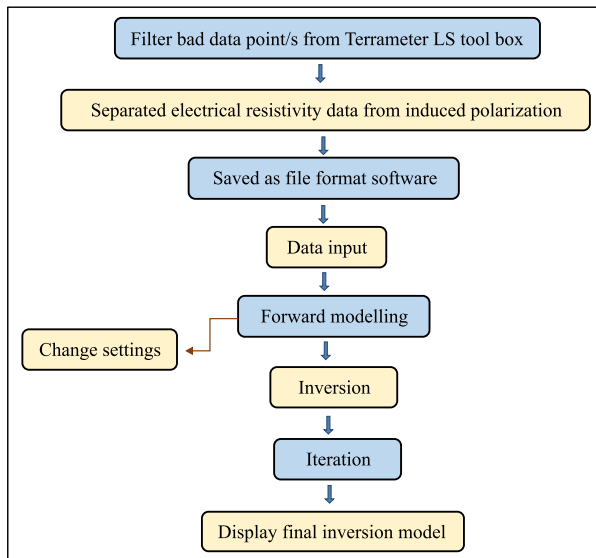 Filter bad data point/s from Terrameter LS tool box
Separated electrical resistivity data from induced polarization
Saved as file format software
Data input
Forward modelling
Change settings
Inversion
Iteration
Display final inversion model